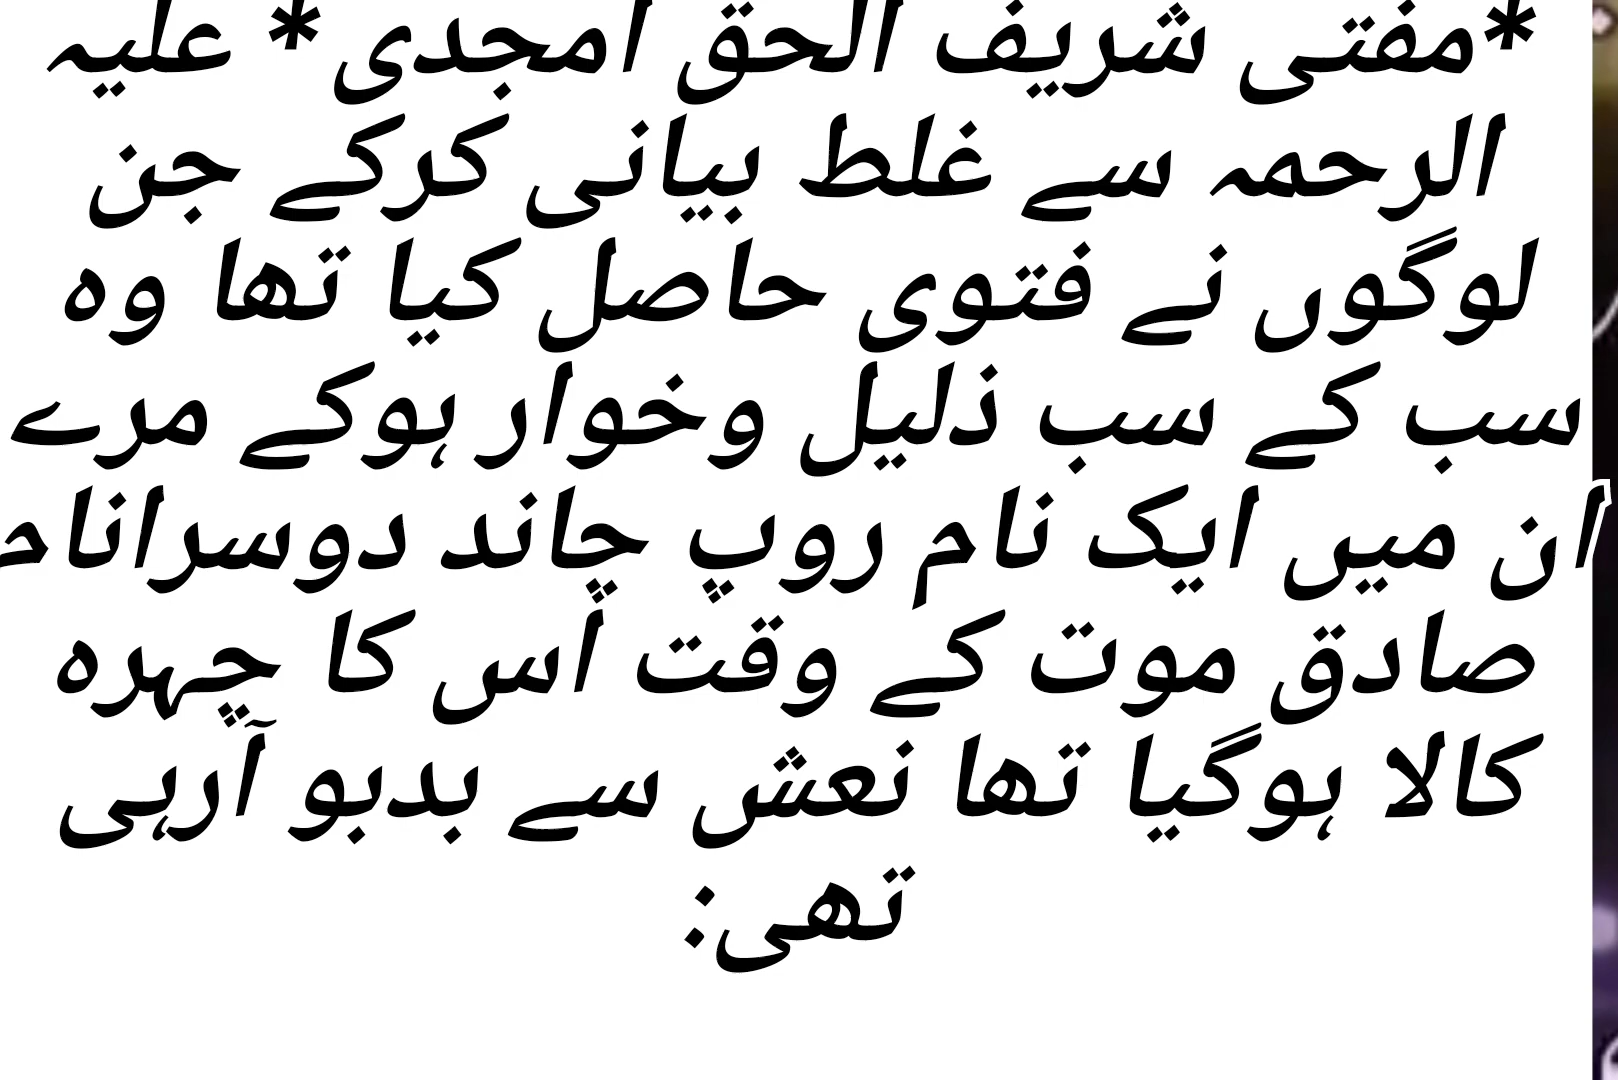 *مفتی شریف الحق امجدی* علیہ
الرحمہ سے غلط بیانی کرکے جن
لوگوں نے فتوی حاصل کیا تھا وہ
سب کے سب ذلیل وخوار ہوکے مرے
ان میں ایک نام روپ چاند دوسرانام
صادق موت کے وقت اس کا چہرہ
کالا ہوگیا تھا نعش سے بدبو آرہی
تھی: